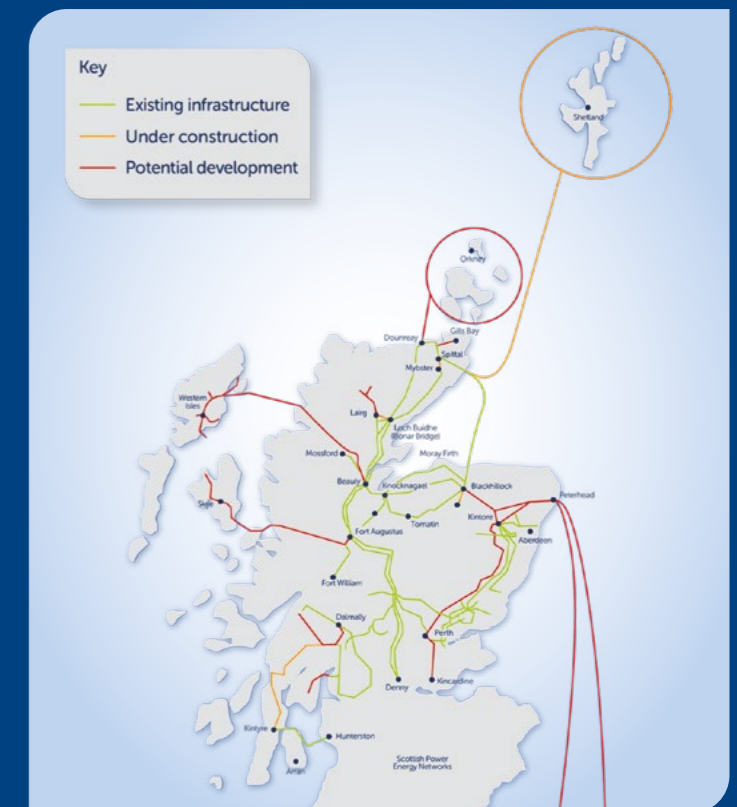 Key
Existing infrastructure
Under construction
Potential development
Shetland
Orkney
Dounreay
Gills Bay
Spittal
Mybster
Western
Isles
Lairg
Loch Buidhe
(Bonar Bridge)
Mossford
Moray Firth
Beauly
Knocknagael
Blackhillock
Peterhead
Skye
Tomatin
Kintore
Fort Augustus
Aberdeen
Fort William
Dalmally
Perth
Denny
Kincardine
Kintyre
Hunterston
Arran
Scottish Power
Energy Networks